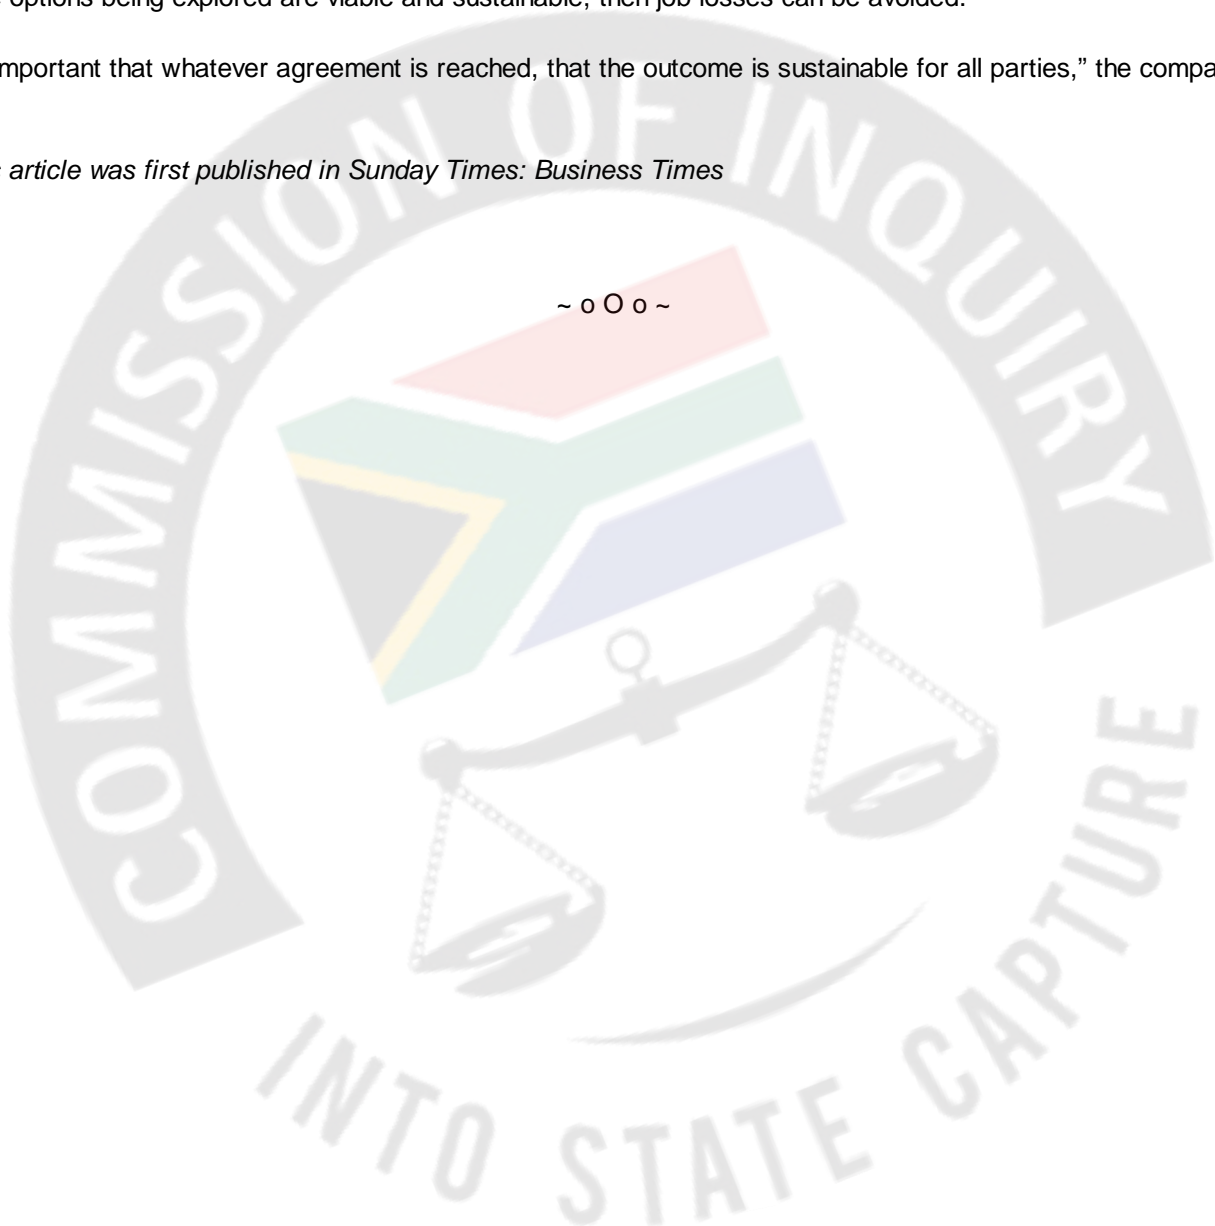 options being explored are viable and sustainable, then job losses can be avoided.
important that whatever agreement is reached, that the outcome is sustainable for all parties,” the compa
article was first published in Sunday Times: Business Times
~ o O o ~
COMMISSION OF INQUIRY
INTO STATE CAPTURE